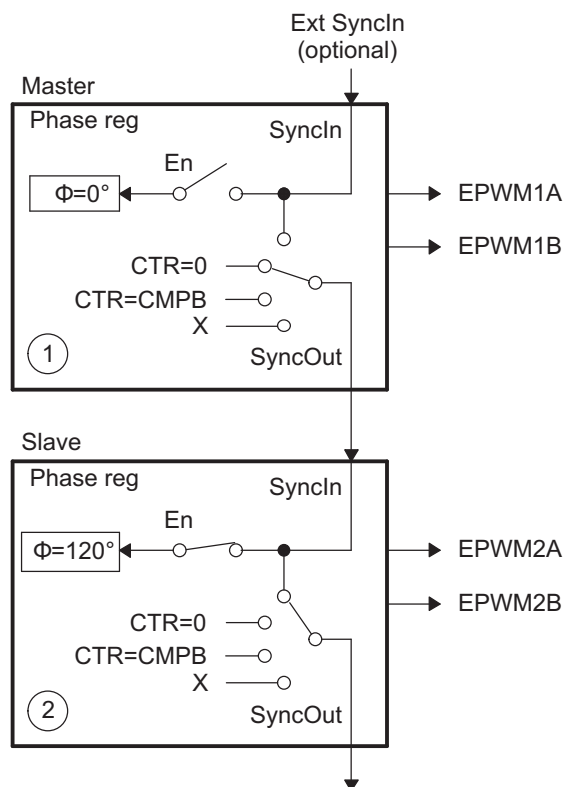 Ext SyncIn
(optional)
Master
Phase reg
SyncIn
En
Φ=0°
EPWM1A
EPWM1B
CTR=0
CTR=CMPB
X
1
SyncOut
Slave
Phase reg
SyncIn
En
Φ=120°
EPWM2A
EPWM2B
CTR=0
CTR=CMPB
X
2
SyncOut